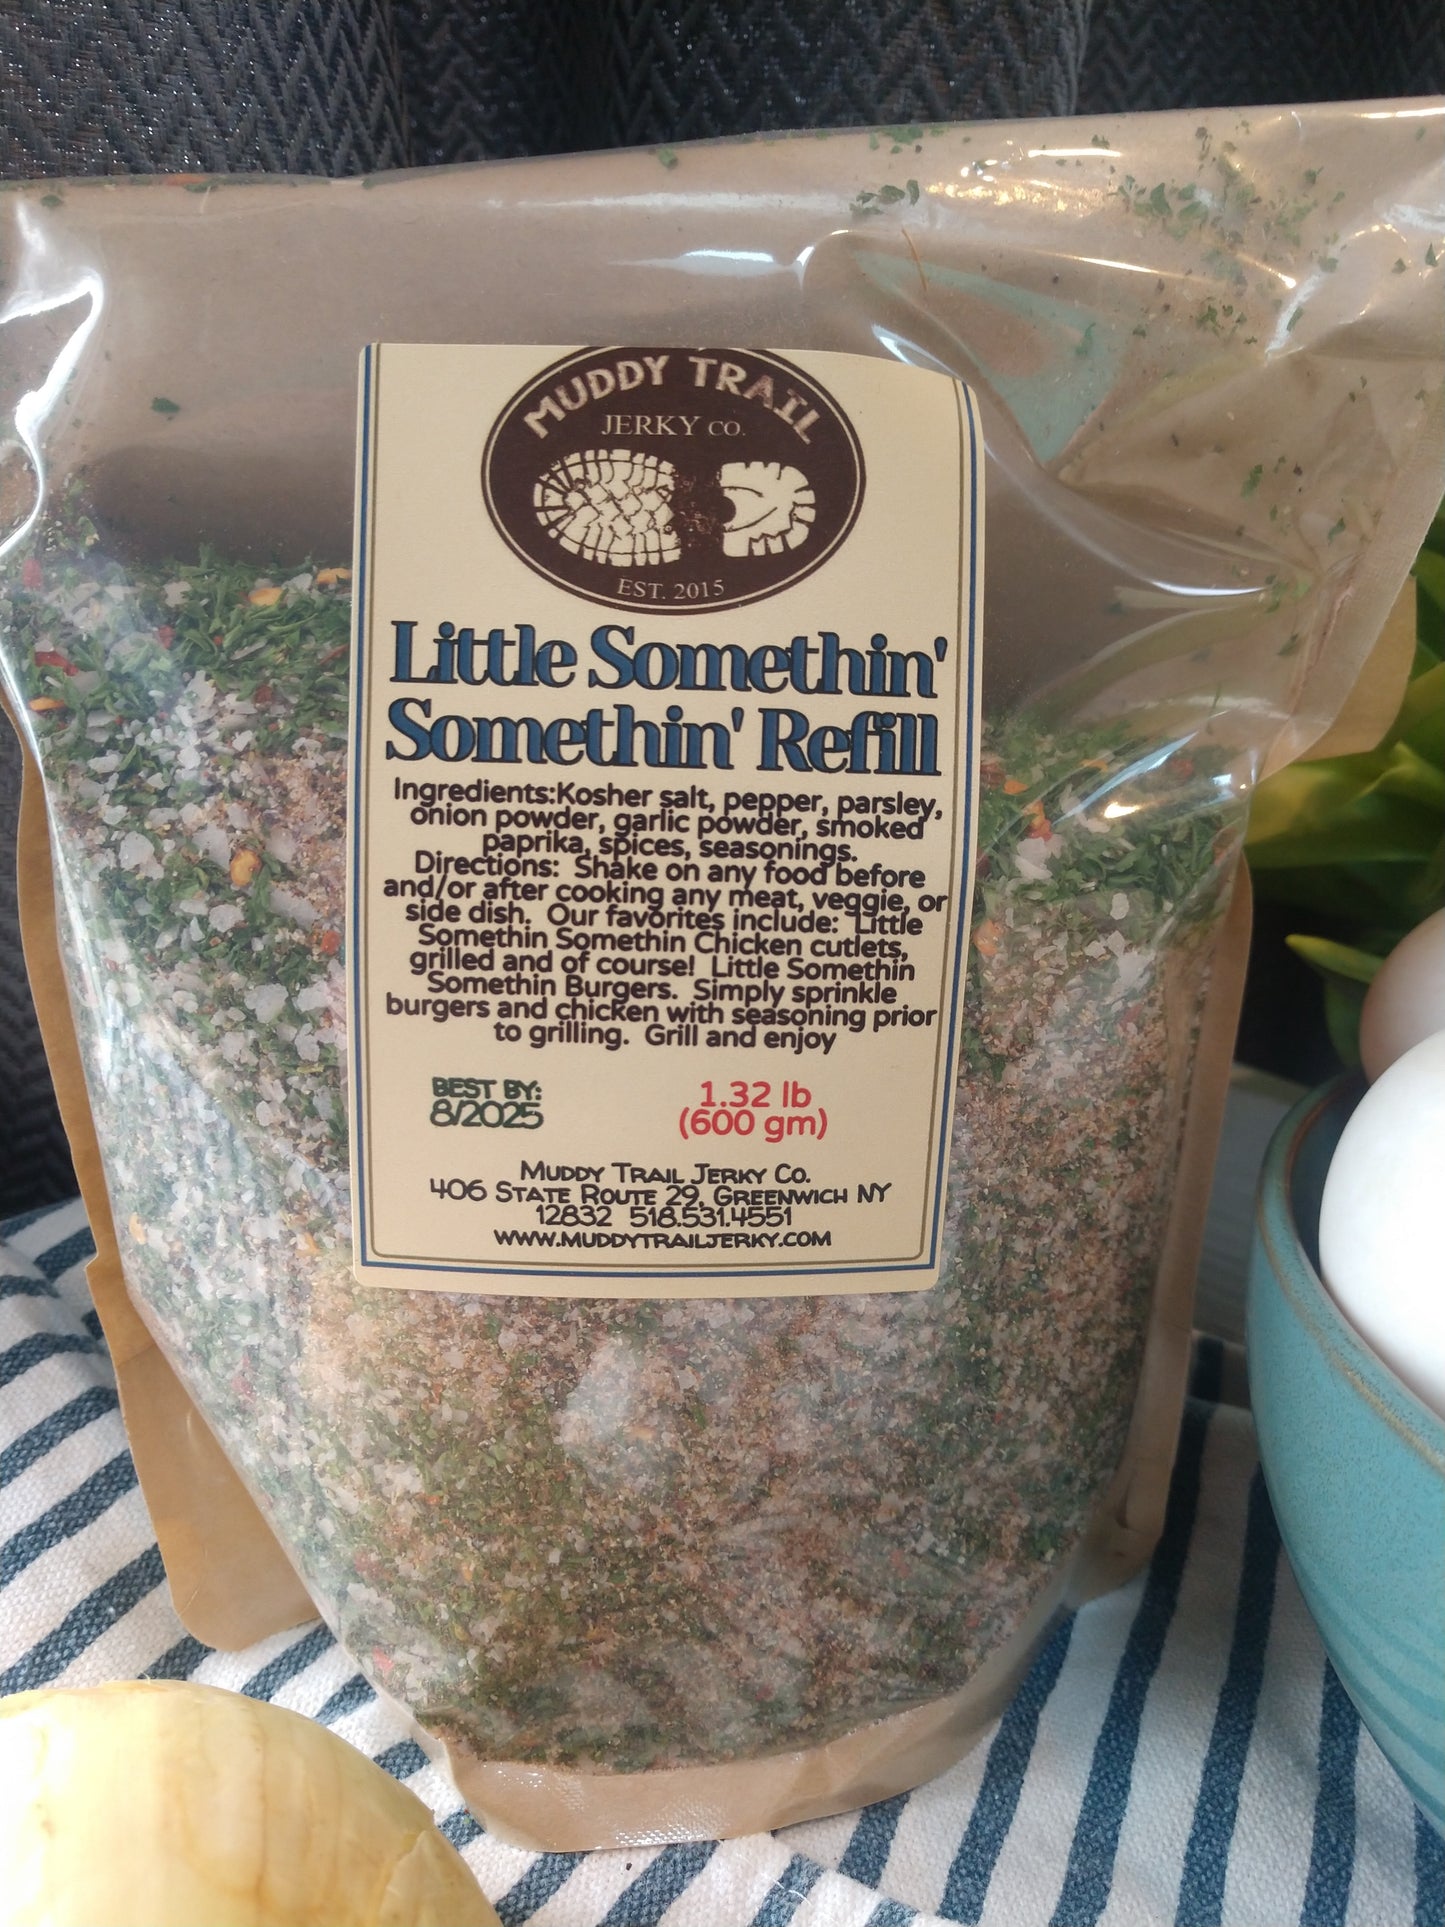 MUDDY TRAIL
JERKY CO.
EST. 2015
Little Somethin'
Somethin' Refill
Ingredients:Kosher salt, pepper, parsley,
onion powder, garlic powder, smoked
paprika, spices, seasonings.
Directions: Shake on any food before
and/or after cooking any meat, veggie, or
side dish. Our favorites include: Little
Somethin Somethin Chicken cutlets,
grilled and of course! Little Somethin
Somethin Burgers. Simply sprinkle
burgers and chicken with seasoning prior
to grilling. Grill and enjoy
BEST BY:
8/2025
1.32 lb
(600 gm)
MUDDY TRAIL JERKY CO.
406 STATE ROUTE 29, GREENWICH NY
12832 518.531.4551
WWW.MUDDYTRAILJERKY.COM